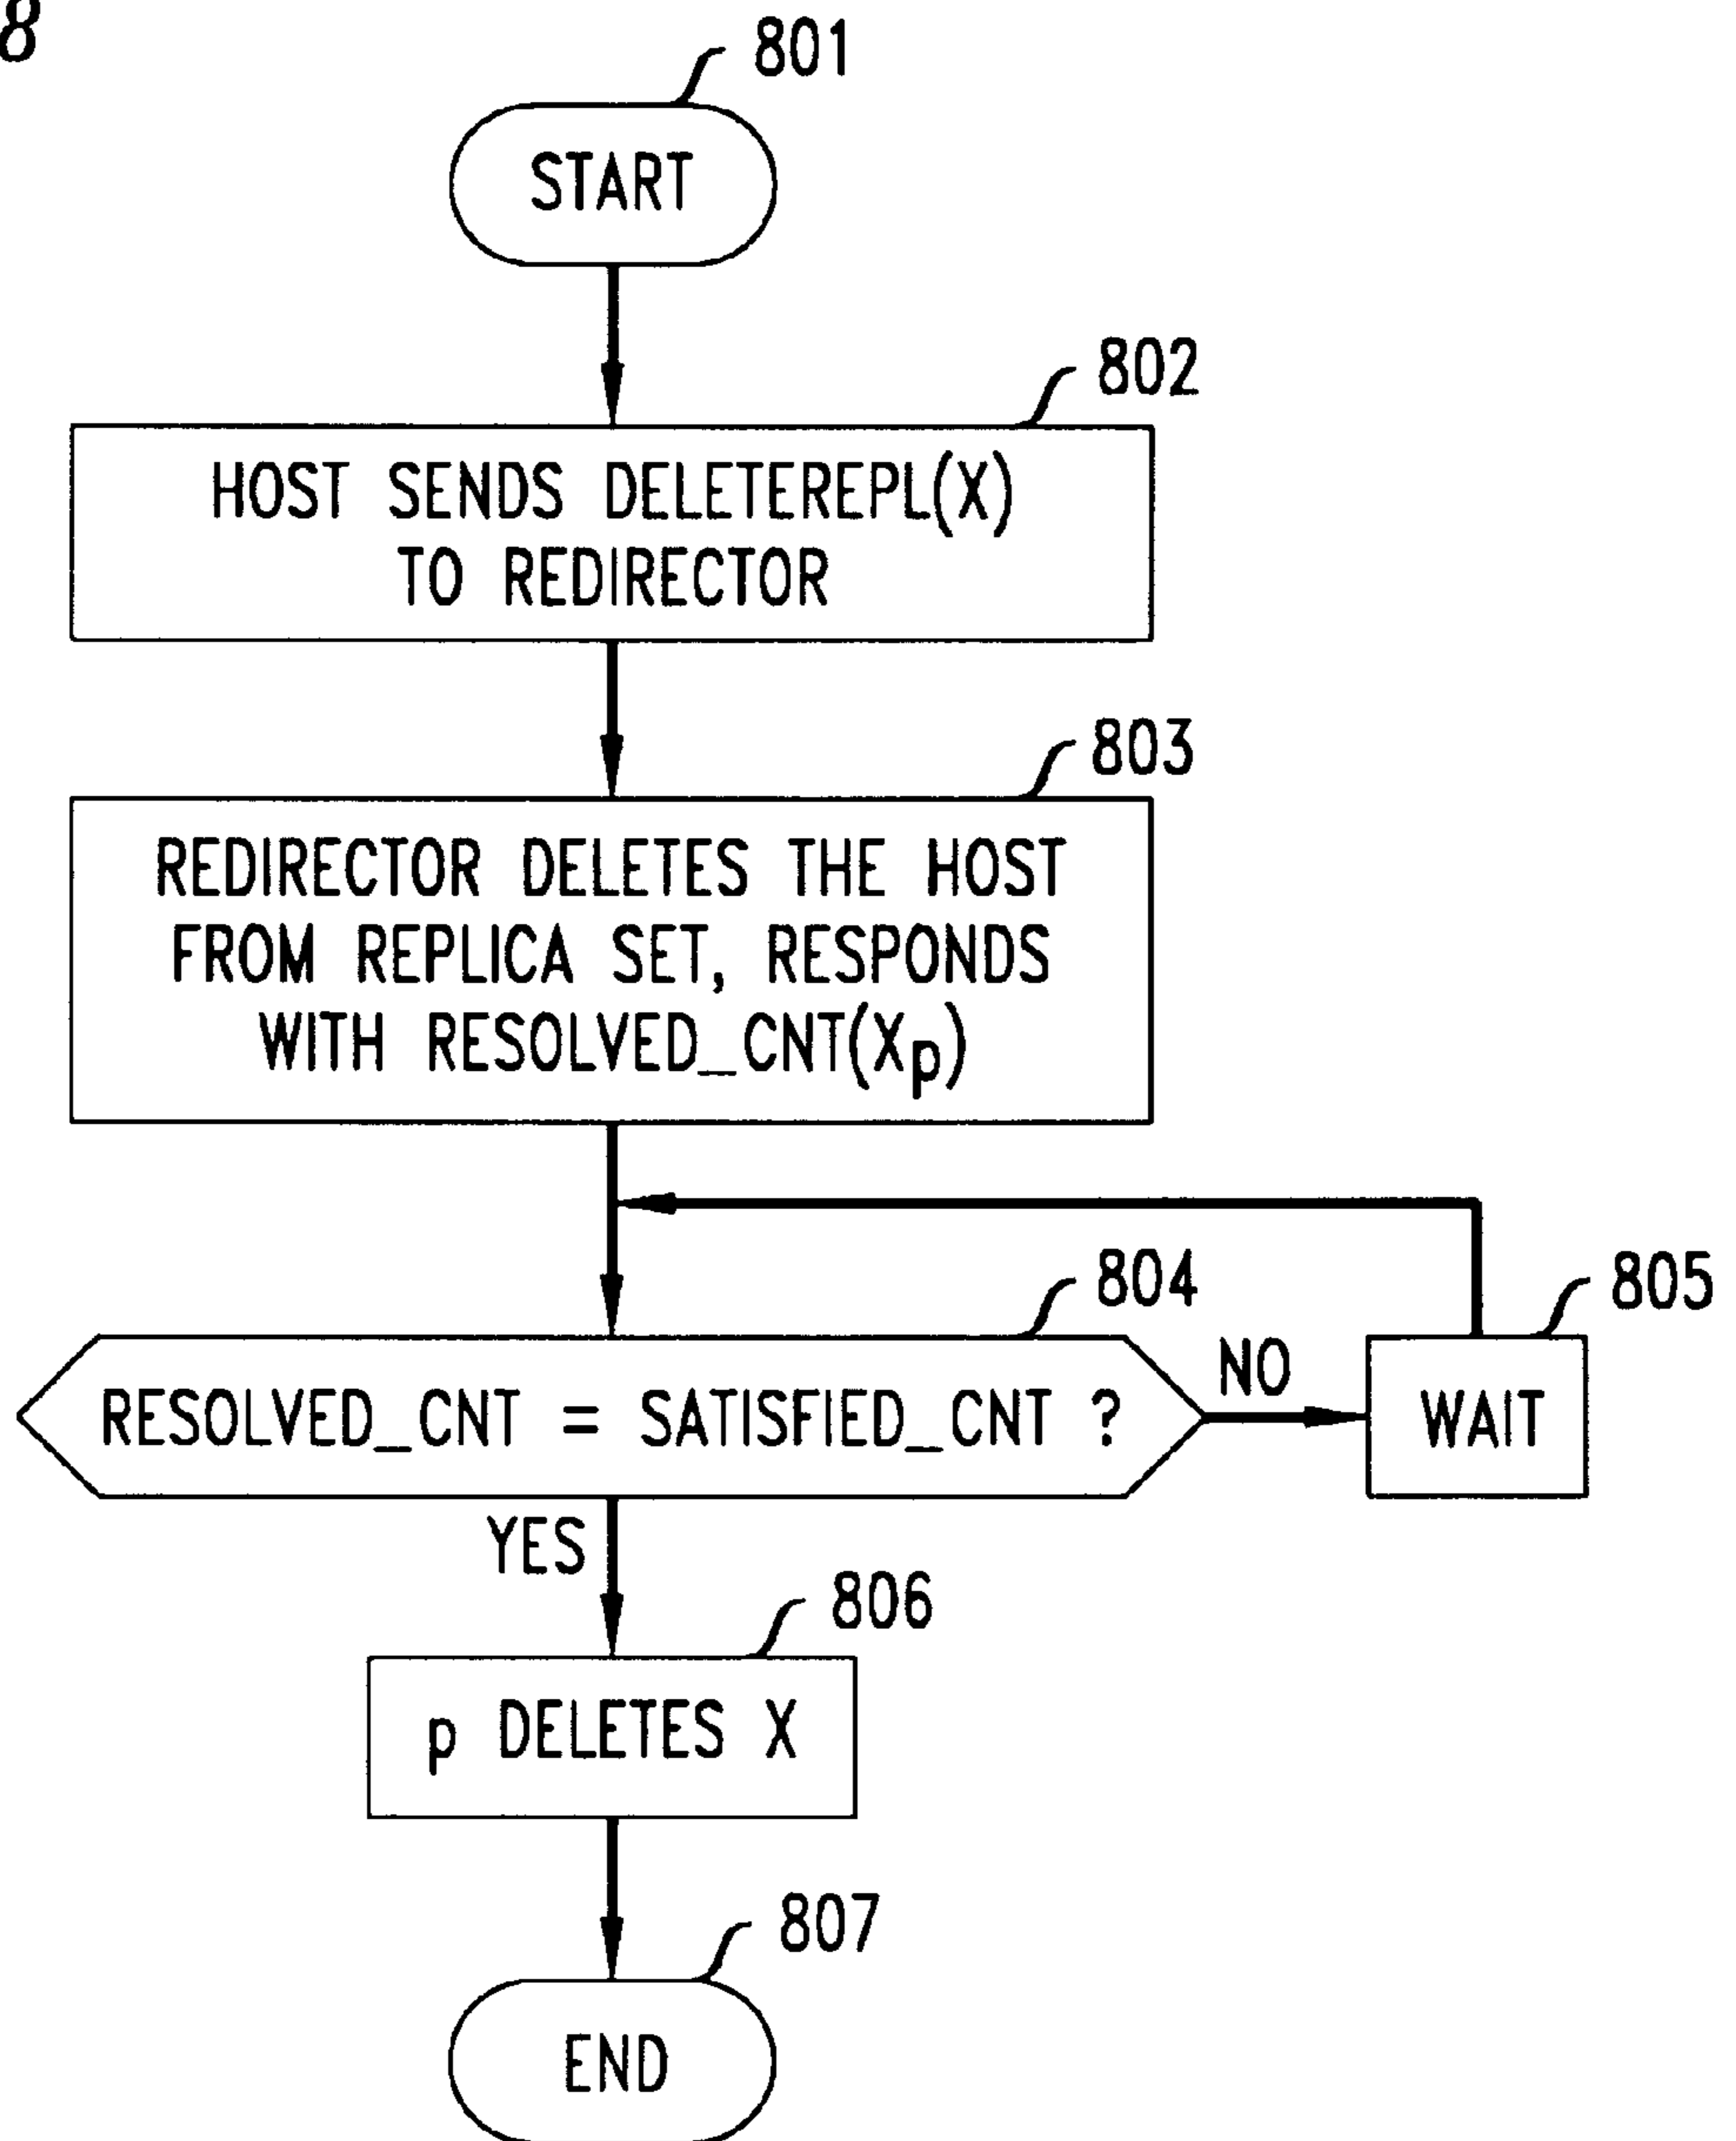 8
801
START
802
HOST SENDS DELETEREPL(X)
TO REDIRECTOR
803
REDIRECTOR DELETES THE HOST
FROM REPLICA SET, RESPONDS
WITH RESOLVED_CNT(Xp)
804
805
RESOLVED_CNT = SATISFIED_CNT ?
NO
WAIT
YES
806
p DELETES X
807
END